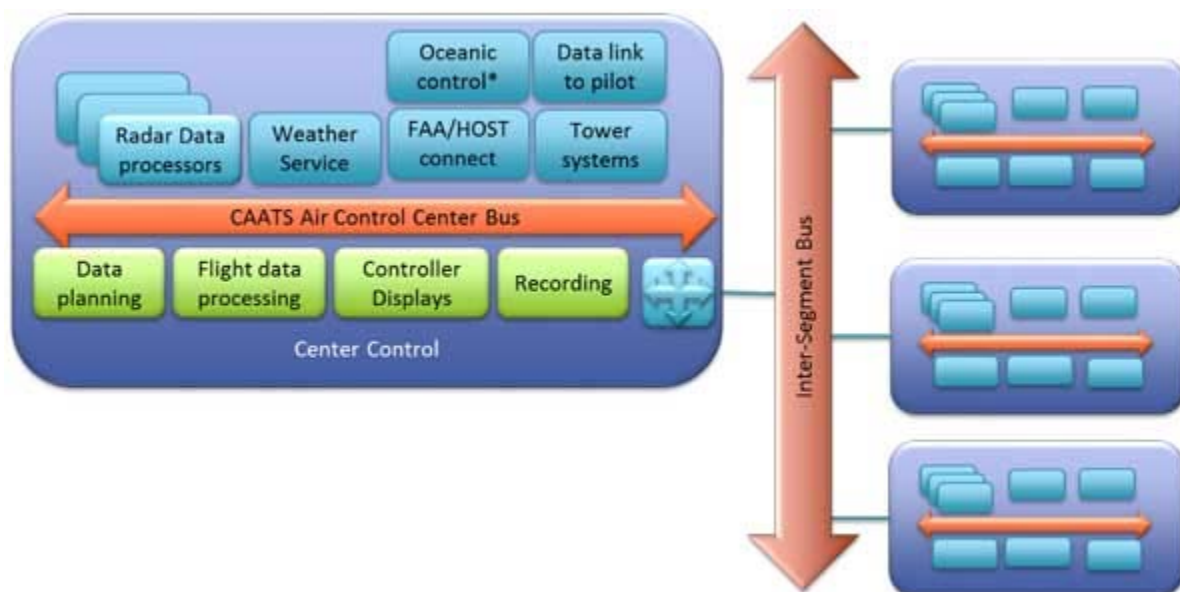 Oceanic
control*
Data link
to pilot
Radar Data
processors
Weather
Service
FAA/HOST
connect
Tower
systems
CAATS Air Control Center Bus
Data
planning
Flight data
processing
Controller
Displays
Recording
Center Control
Inter-Segment Bus